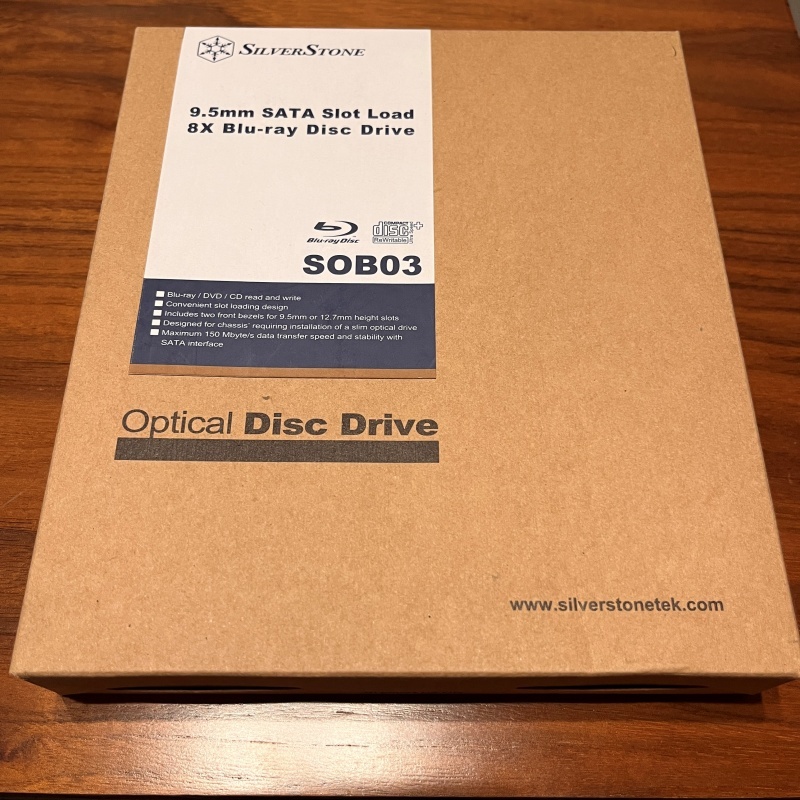 SILVERSTONE
9.5mm SATA Slot Load
8X Blu-ray Disc Drive
Blu-ray Disc
COMPACT
disc
ReWritable
SOB03
Blu-ray / DVD / CD read and write
Convenient slot loading design
Includes two front bezels for 9.5mm or 12.7mm height slots
Designed for chassis' requiring installation of a slim optical drive
Maximum 150 Mbyte/s data transfer speed and stability with
SATA interface
Optical Disc Drive
www.silverstonetek.com